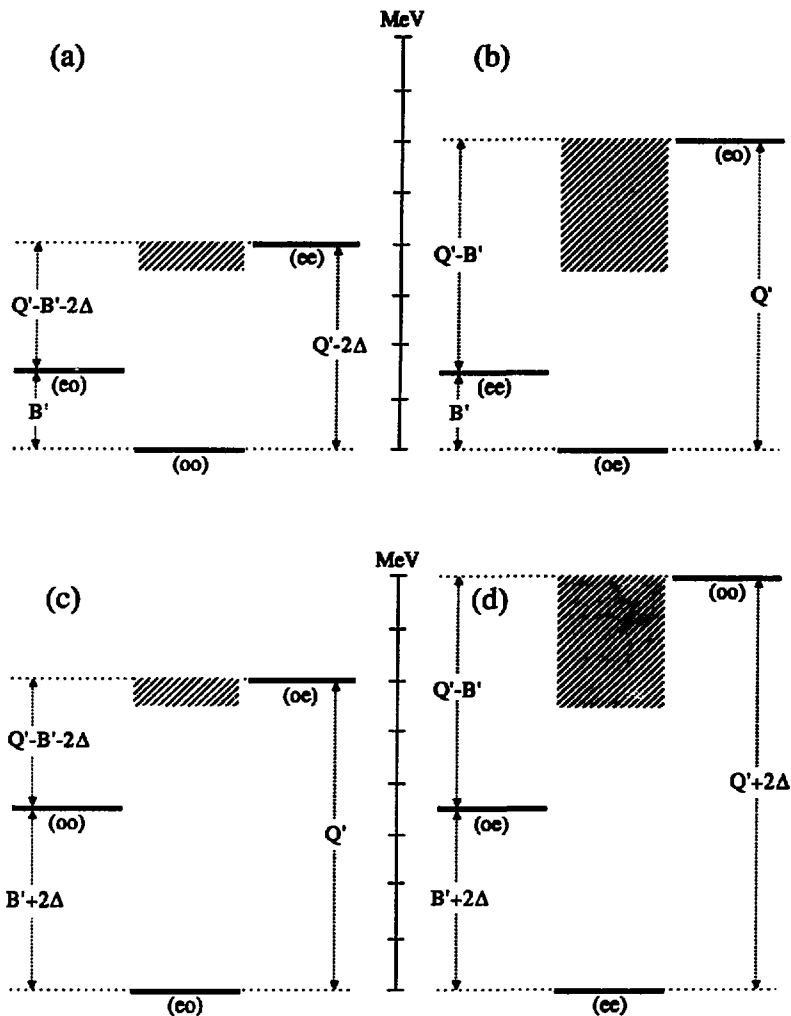 MeV
(a)
(b)
(eo)
(ee)
Q'-B'
Q'-B'-2Δ
Q'
Q'-2Δ
(eo)
(ee)
B'
B'
(oo)
(oe)
MeV
(c)
(d)
(oo)
(oe)
Q'-B'
Q'-B'-2Δ
Q'+2Δ
(oo)
(oe)
Q'
B'+2Δ
B'+2Δ
(eo)
(ee)